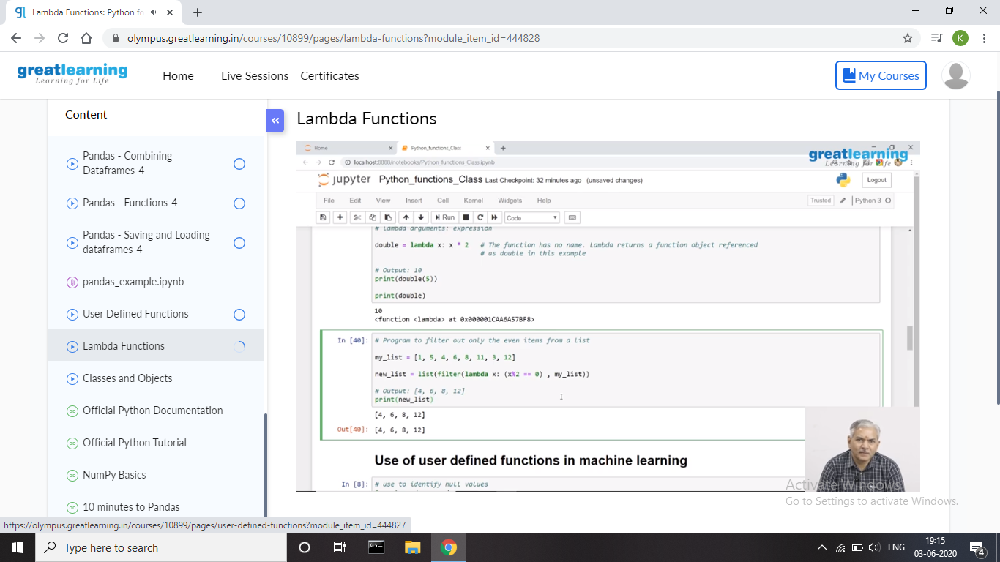 Lambda Functions: Python fo
olympus.greatlearning.in/courses/10899/pages/lambda-functions?module_item_id=444828
K
greatlearning
Learning for Life
Home
Live Sessions
Certificates
My Courses
Content
Pandas - Combining
Dataframes-4
Pandas - Functions-4
Pandas - Saving and Loading
dataframes-4
pandas_example.ipynb
User Defined Functions
Lambda Functions
Classes and Objects
Official Python Documentation
Official Python Tutorial
NumPy Basics
10 minutes to Pandas
Lambda Functions
Home
Python_functions_Class
localhost:8888/notebooks/Python_functions_Class.ipynb
greatlearning
Learning for Life
jupyter Python_functions_Class Last Checkpoint: 32 minutes ago (unsaved changes)
Logout
File Edit View Insert Cell Kernel Widgets Help
Trusted
Python 3
Run
Code
# lambda arguments: expression
double = lambda x: x * 2 # The function has no name. Lambda returns a function object referenced
# as double in this example
# Output: 10
print(double(5))
print(double)
10
<function <lambda> at 0x000001CAA6A57BF8>
In [40]: # Program to filter out only the even items from a list
my_list = [1, 5, 4, 6, 8, 11, 3, 12]
new_list = list(filter(lambda x: (x%2 == 0) , my_list))
# Output: [4, 6, 8, 12]
print(new_list)
[4, 6, 8, 12]
Out[40]: [4, 6, 8, 12]
Use of user defined functions in machine learning
In [8]: # use to identify null values
Activate Windows
Go to Settings to activate Windows.
https://olympus.greatlearning.in/courses/10899/pages/user-defined-functions?module_item_id=444827
Type here to search
ENG
19:15
03-06-2020
4